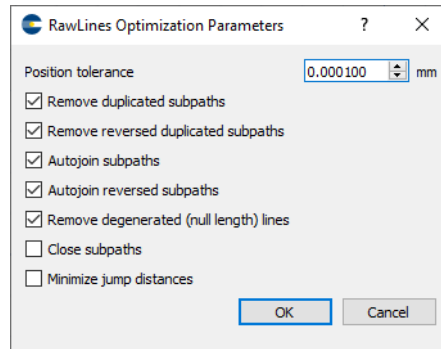 RawLines Optimization Parameters ? ×
Position tolerance 0.000100 mm
Remove duplicated subpaths
Remove reversed duplicated subpaths
Autojoin subpaths
Autojoin reversed subpaths
Remove degenerated (null length) lines
Close subpaths
Minimize jump distances
OK Cancel